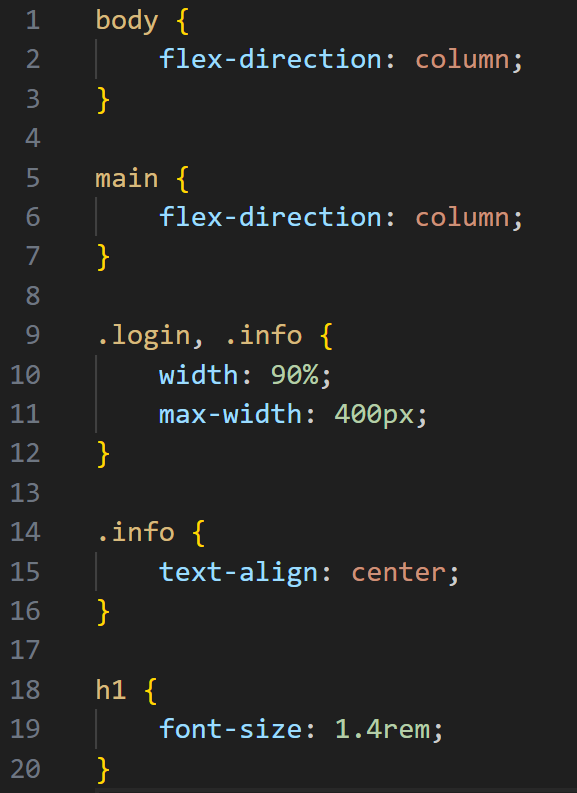 1 body {
2     flex-direction: column;
3 }
4
5 main {
6     flex-direction: column;
7 }
8
9 .login, .info {
10     width: 90%;
11     max-width: 400px;
12 }
13
14 .info {
15     text-align: center;
16 }
17
18 h1 {
19     font-size: 1.4rem;
20 }